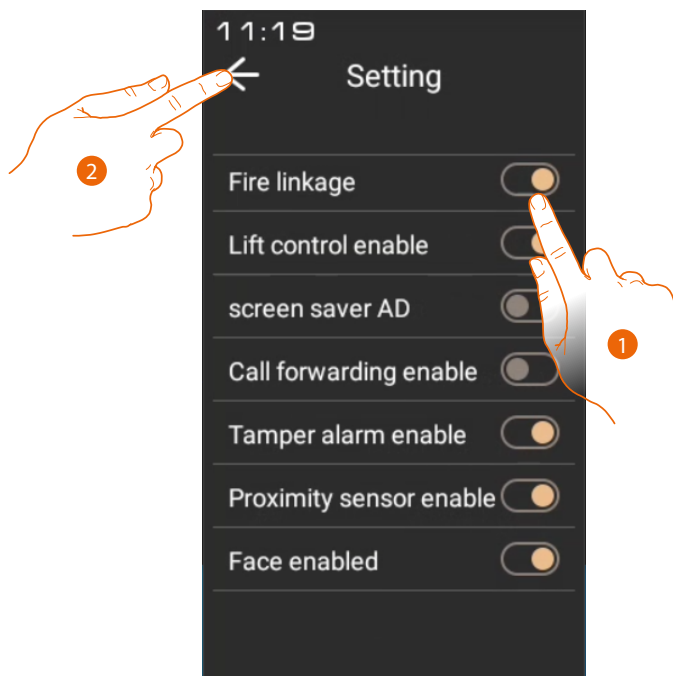 11:19
Setting
Fire linkage
Lift control enable
screen saver AD
Call forwarding enable
Tamper alarm enable
Proximity sensor enable
Face enabled
2
1